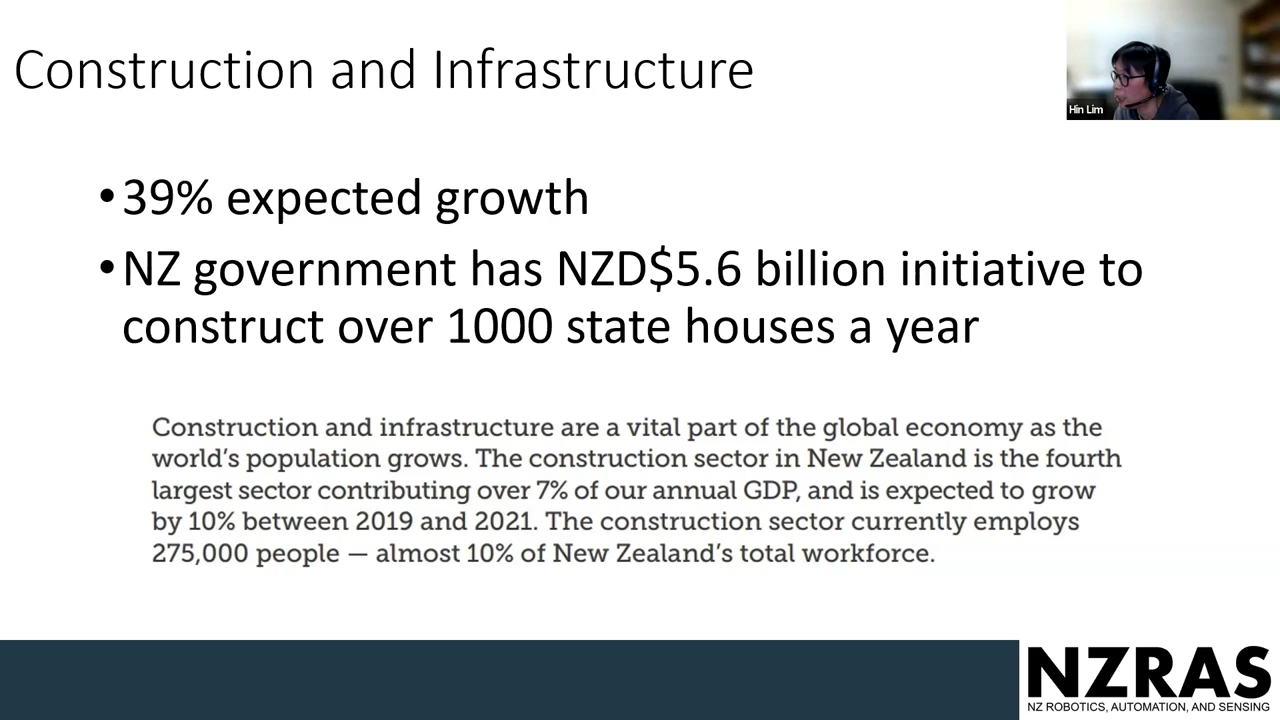 Construction and Infrastructure
Hin Lim
•39% expected growth
•NZ government has NZD$5.6 billion initiative to
construct over 1000 state houses a year
Construction and infrastructure are a vital part of the global economy as the
world’s population grows. The construction sector in New Zealand is the fourth
largest sector contributing over 7% of our annual GDP, and is expected to grow
by 10% between 2019 and 2021. The construction sector currently employs
275,000 people — almost 10% of New Zealand’s total workforce.
NZRAS
NZ ROBOTICS, AUTOMATION, AND SENSING